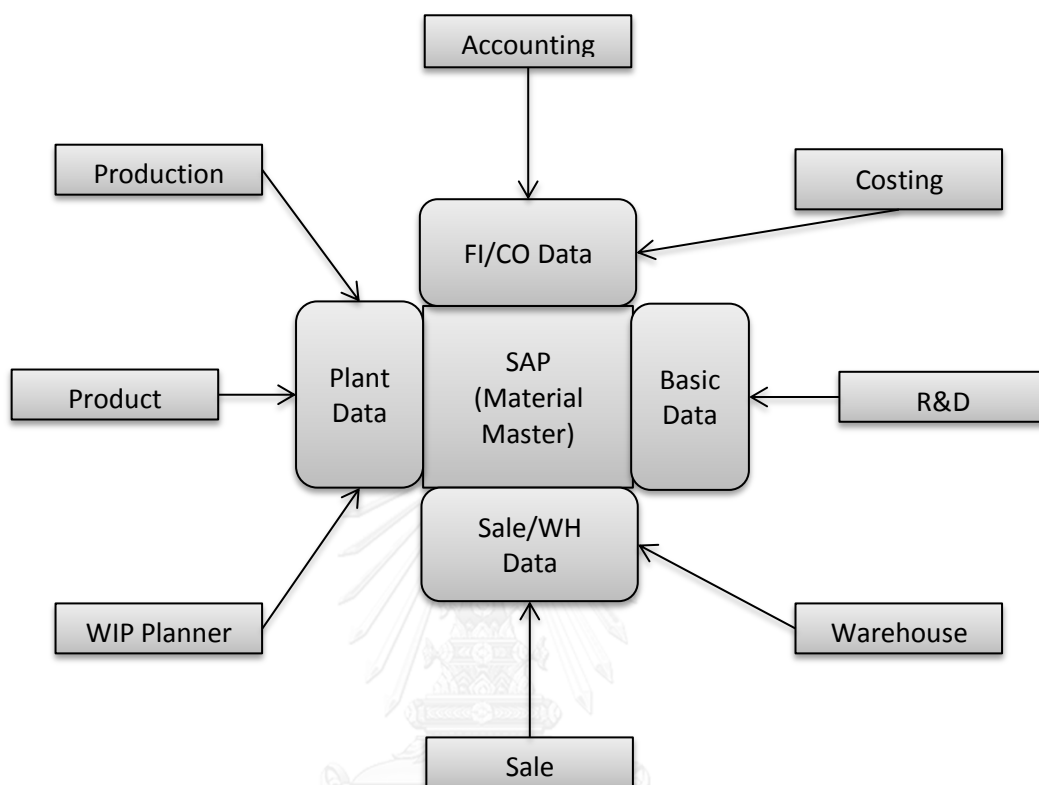 Accounting
Production
Costing
FI/CO Data
Plant
Data
SAP
(Material
Master)
Basic
Data
Product
R&D
Sale/WH
Data
WIP Planner
Warehouse
Sale